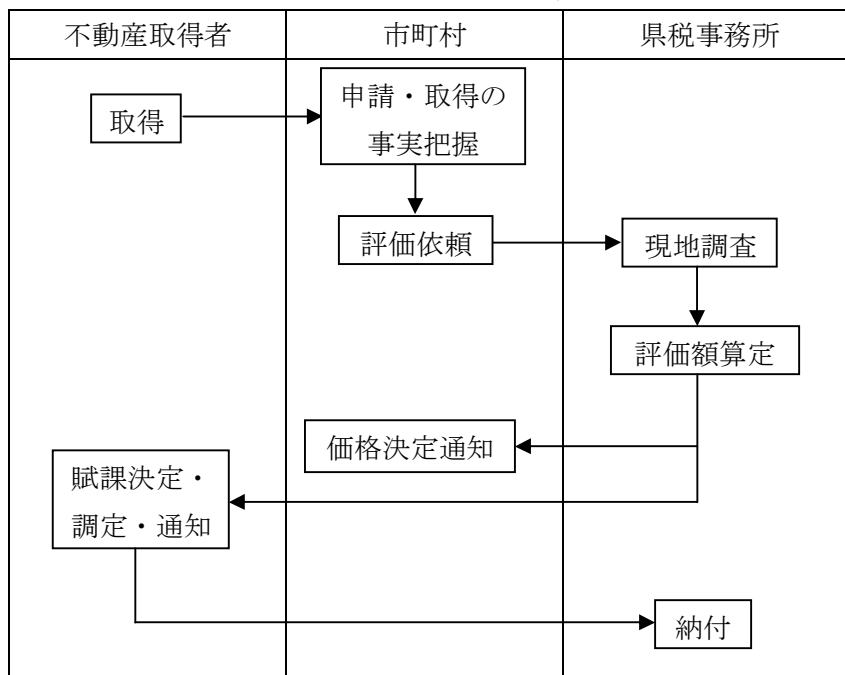 不動産取得者
市町村
県税事務所
取得
申請・取得の
事実把握
評価依頼
現地調査
評価額算定
価格決定通知
賦課決定・
調定・通知
納付